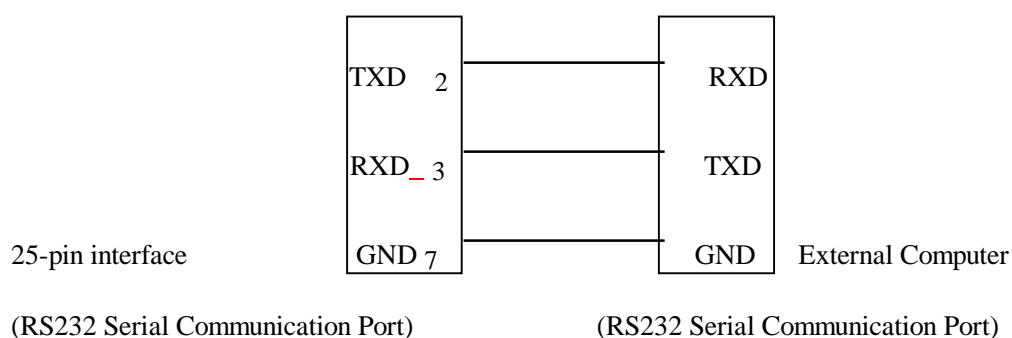 TXD 2 RXD
RXD_ 3 TXD
25-pin interface GND 7 GND External Computer
(RS232 Serial Communication Port) (RS232 Serial Communication Port)